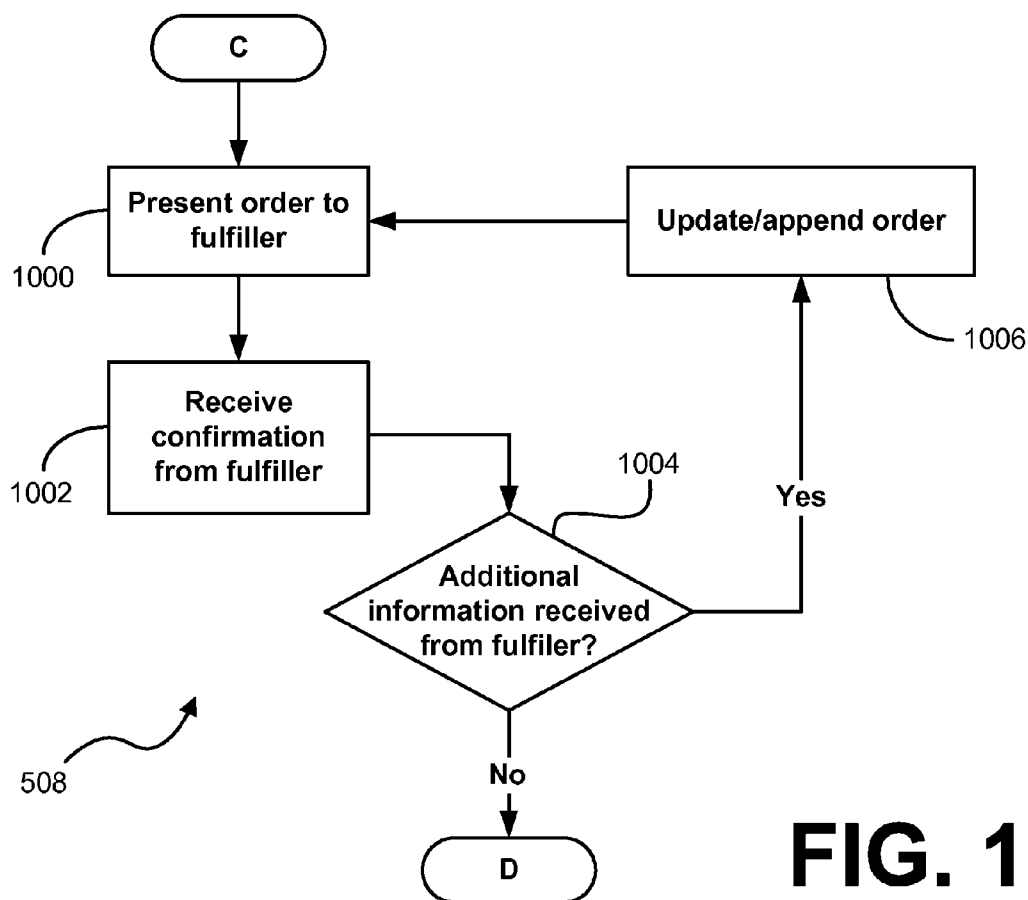 C
Present order to
fulfiller
1000
Update/append order
1006
Receive
confirmation
from fulfiller
1002
1004
Additional
information received
from fulfiler?
Yes
508
No
D
FIG. 1